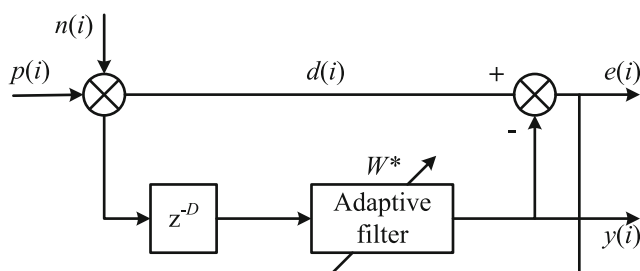 n(i)
p(i)
d(i)
+
e(i)
-
W*
z^-D
Adaptive
filter
y(i)